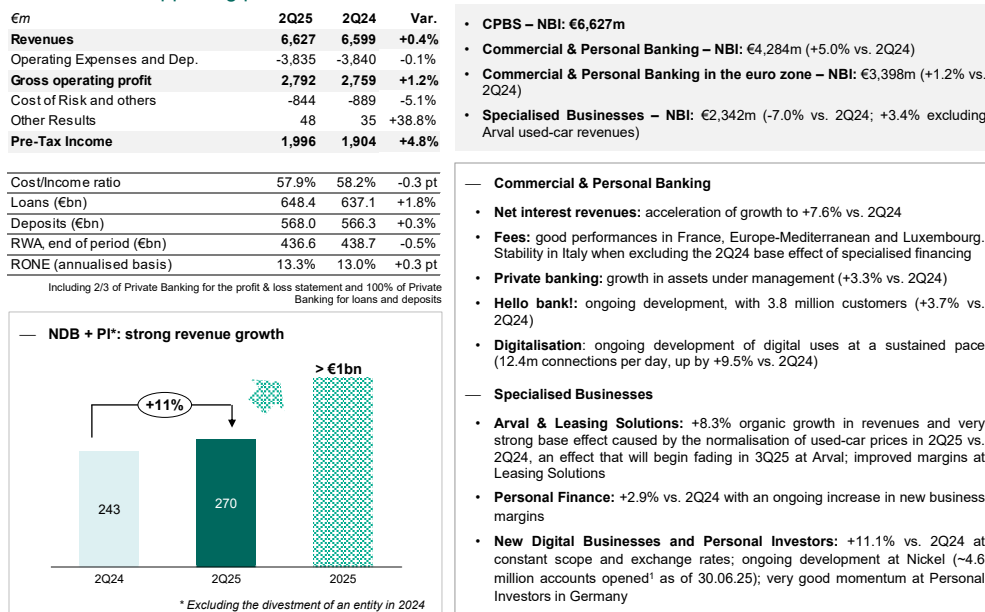 €m 2Q25 2Q24 Var.
Revenues 6,627 6,599 +0.4%
Operating Expenses and Dep. -3,835 -3,840 -0.1%
Gross operating profit 2,792 2,759 +1.2%
Cost of Risk and others -844 -889 -5.1%
Other Results 48 35 +38.8%
Pre-Tax Income 1,996 1,904 +4.8%
Cost/Income ratio 57.9% 58.2% -0.3 pt
Loans (€bn) 648.4 637.1 +1.8%
Deposits (€bn) 568.0 566.3 +0.3%
RWA, end of period (€bn) 436.6 438.7 -0.5%
RONE (annualised basis) 13.3% 13.0% +0.3 pt
Including 2/3 of Private Banking for the profit & loss statement and 100% of Private
Banking for loans and deposits
— NDB + PI*: strong revenue growth
> €1bn
+11%
243
270
2Q24 2Q25 2025
* Excluding the divestment of an entity in 2024
• CPBS – NBI: €6,627m
• Commercial & Personal Banking – NBI: €4,284m (+5.0% vs. 2Q24)
• Commercial & Personal Banking in the euro zone – NBI: €3,398m (+1.2% vs.
2Q24)
• Specialised Businesses – NBI: €2,342m (-7.0% vs. 2Q24; +3.4% excluding
Arval used-car revenues)
— Commercial & Personal Banking
• Net interest revenues: acceleration of growth to +7.6% vs. 2Q24
• Fees: good performances in France, Europe-Mediterranean and Luxembourg.
Stability in Italy when excluding the 2Q24 base effect of specialised financing
• Private banking: growth in assets under management (+3.3% vs. 2Q24)
• Hello bank!: ongoing development, with 3.8 million customers (+3.7% vs.
2Q24)
• Digitalisation: ongoing development of digital uses at a sustained pace
(12.4m connections per day, up by +9.5% vs. 2Q24)
— Specialised Businesses
• Arval & Leasing Solutions: +8.3% organic growth in revenues and very
strong base effect caused by the normalisation of used-car prices in 2Q25 vs.
2Q24, an effect that will begin fading in 3Q25 at Arval; improved margins at
Leasing Solutions
• Personal Finance: +2.9% vs. 2Q24 with an ongoing increase in new business
margins
• New Digital Businesses and Personal Investors: +11.1% vs. 2Q24 at
constant scope and exchange rates; ongoing development at Nickel (~4.6
million accounts opened¹ as of 30.06.25); very good momentum at Personal
Investors in Germany